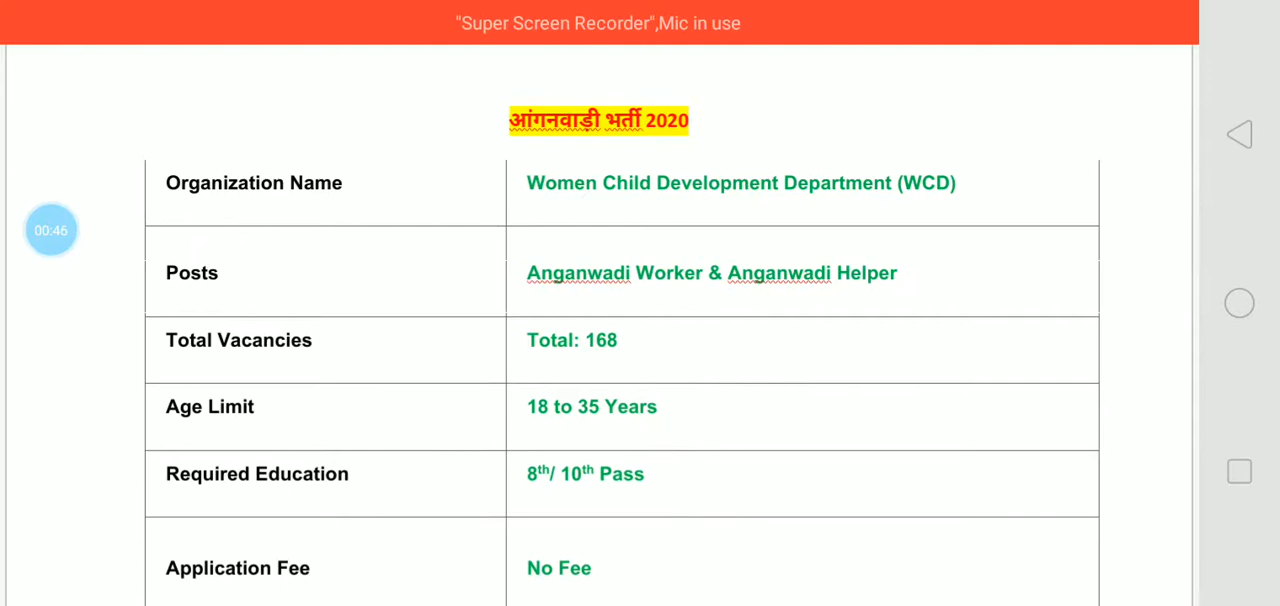 "Super Screen Recorder",Mic in use
आंगनवाड़ी भर्ती 2020
Organization Name Women Child Development Department (WCD)
00:46
Posts Anganwadi Worker & Anganwadi Helper
Total Vacancies Total: 168
Age Limit 18 to 35 Years
Required Education 8th/ 10th Pass
Application Fee No Fee